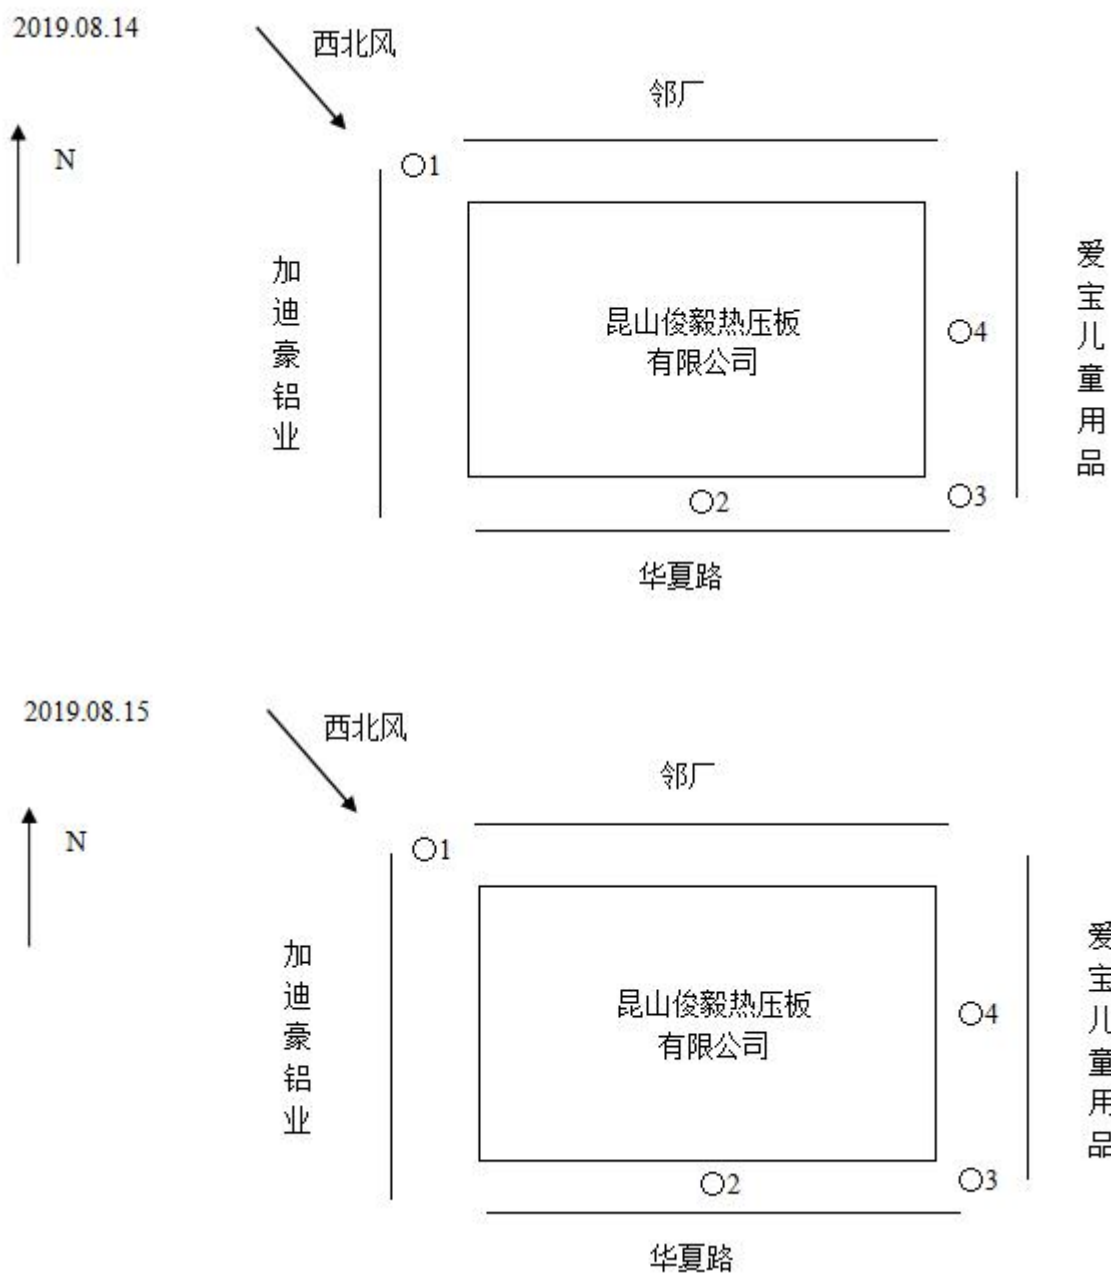 2019.08.14
西北风
邻厂
N
○1
加迪豪铝业
昆山俊毅热压板
有限公司
爱宝儿童用品
○4
○3
○2
华夏路
2019.08.15
西北风
邻厂
N
○1
加迪豪铝业
昆山俊毅热压板
有限公司
爱宝儿童用品
○4
○3
○2
华夏路